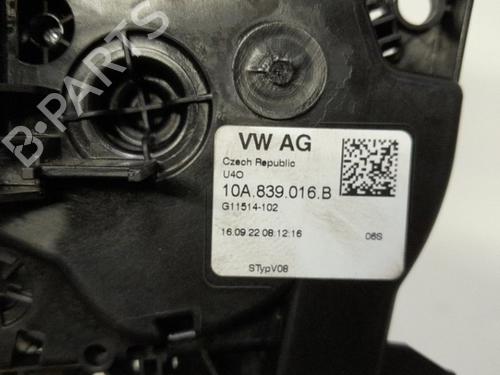 B-PARTS
VW AG
Czech Republic
U4O
10A.839.016.B
G11514-102
16.09.22 08:12:16 06S
STypV08